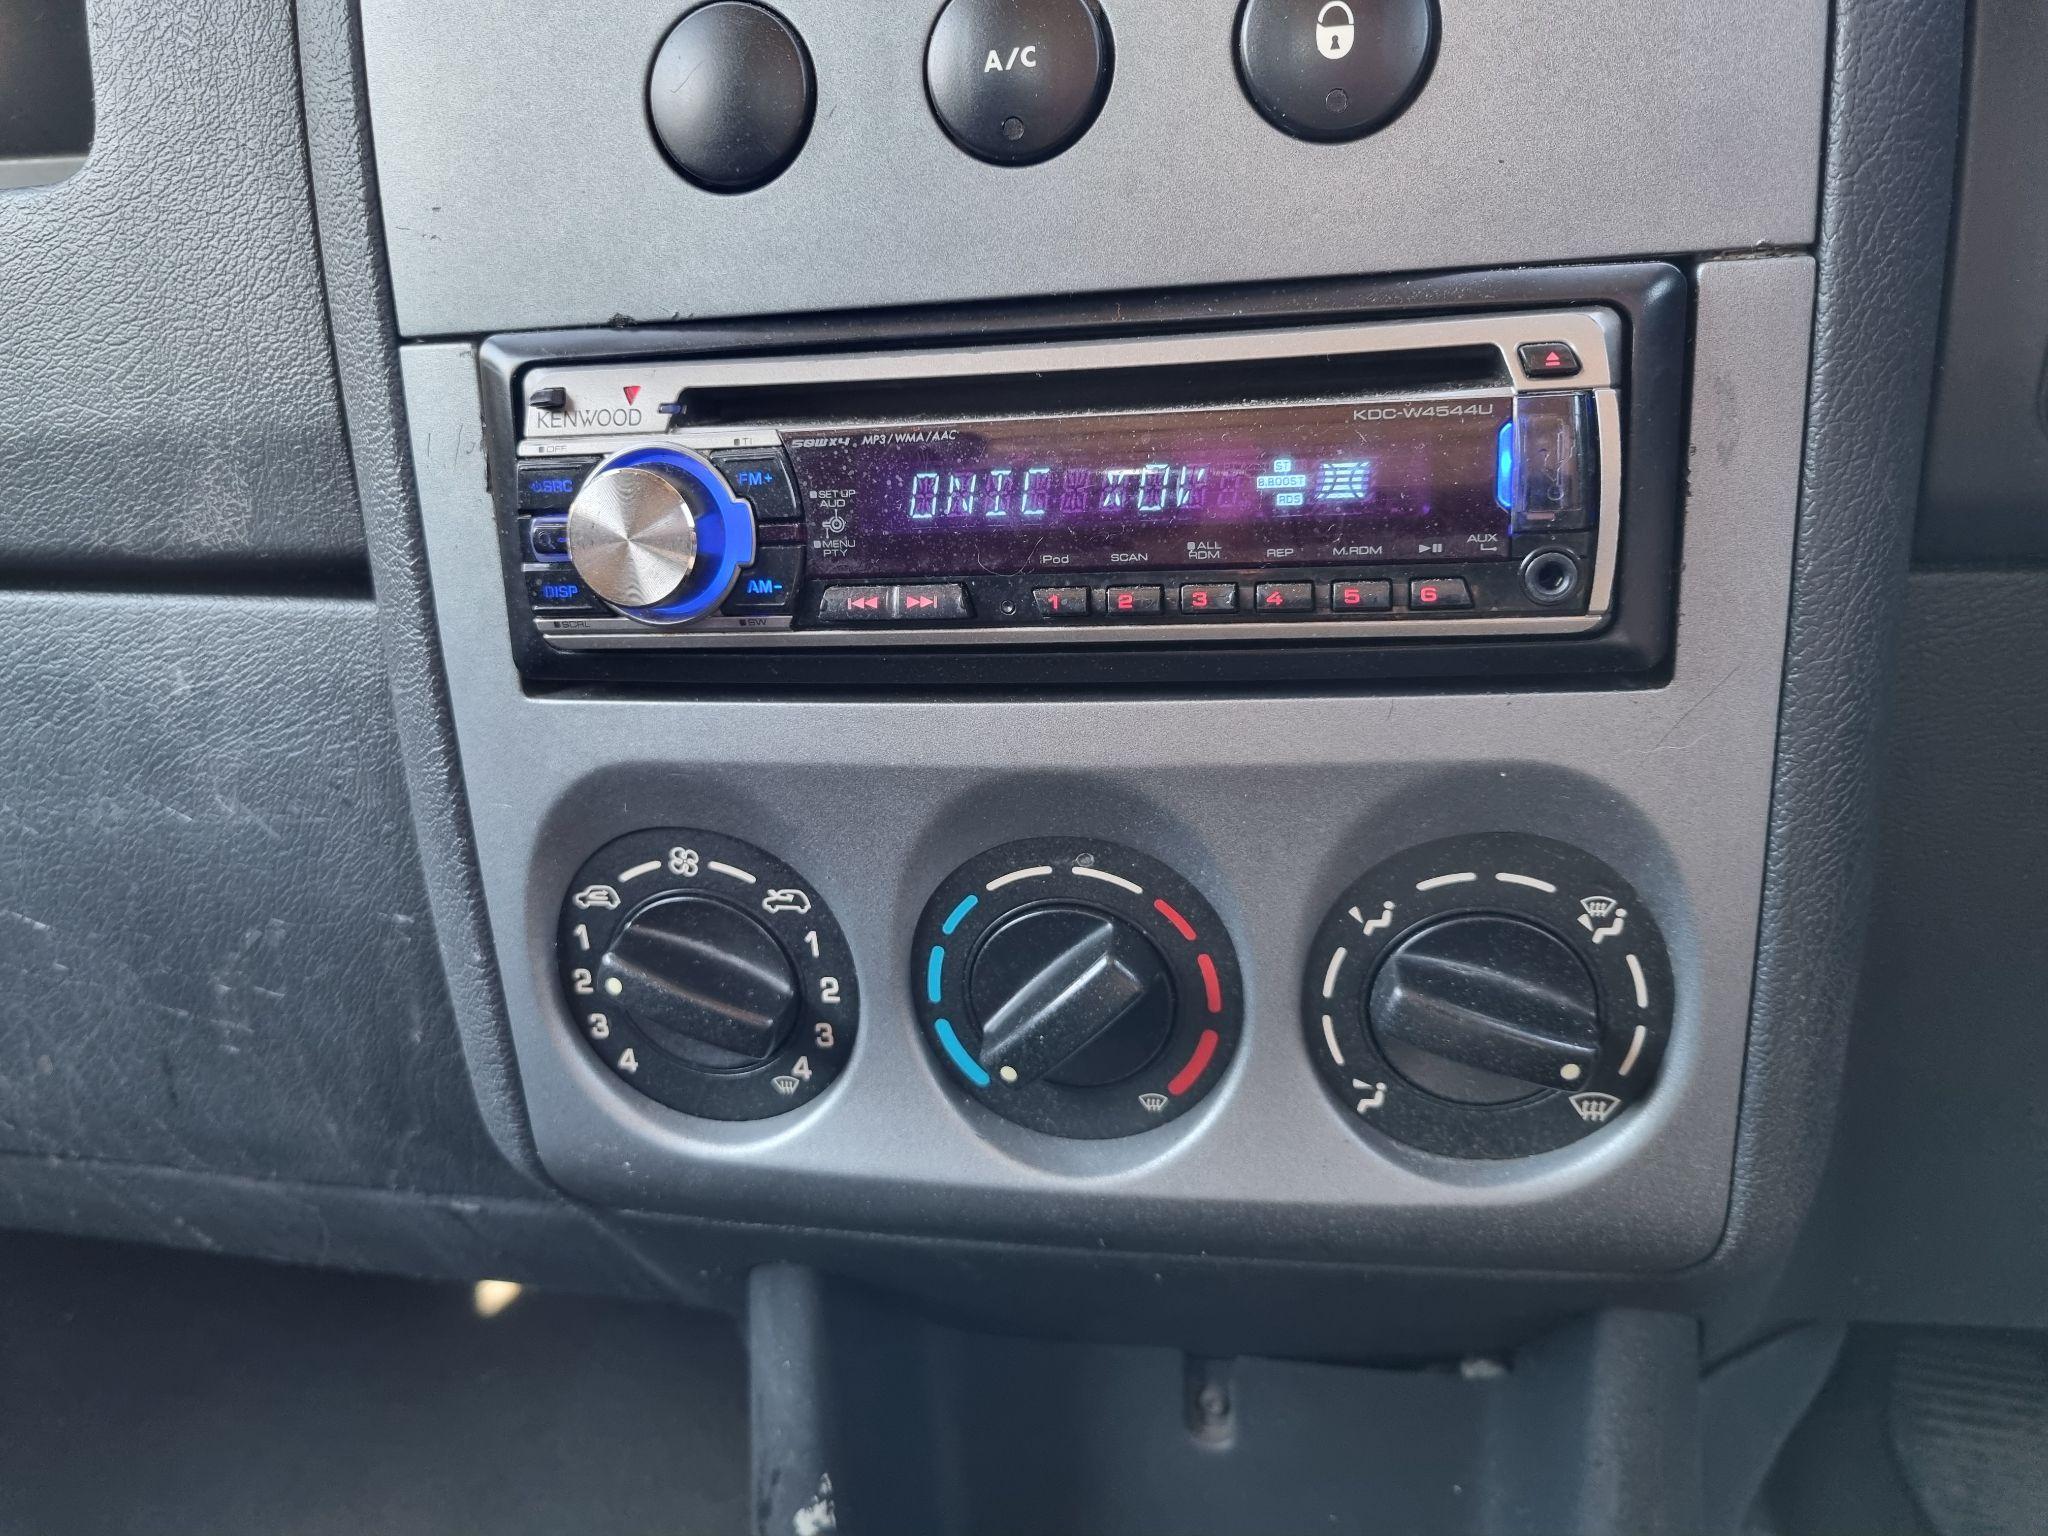 A/C
KENWOOD
KDC-W4544U
50Wx4 MP3/WMA/AAC
OFF
TI
SRC
FM+
SET UP
AUD
MENU
PTY
ST
B.BOOST
RDS
DISP
AM-
SCRL
SW
iPod
SCAN
ALL
RDM
REP
M.RDM
AUX
1 2 3 4 5 6
1 1
2 2
3 3
4 4